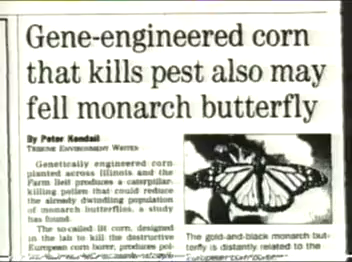 Gene-engineered corn
that kills pest also may
fell monarch butterfly
By Peter Kendall
TRIBUNE ENVIRONMENT WRITER
Genetically engineered corn
planted across Illinois and the
Farm Belt produces a caterpillar-
killing pollen that could reduce
the already dwindling population
of monarch butterflies, a study
has found.
The so-called Bt corn, designed
in the lab to kill the destructive
European corn borer, produces pol-
The gold-and-black monarch but-
terfly is distantly related to the
European corn borer.